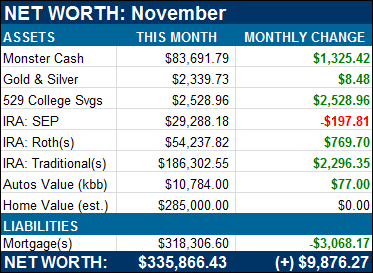 NET WORTH: November
ASSETS THIS MONTH MONTHLY CHANGE
Monster Cash $83,691.79 $1,325.42
Gold & Silver $2,339.73 $8.48
529 College Svgs $2,528.96 $2,528.96
IRA: SEP $29,288.18 -$197.81
IRA: Roth(s) $54,237.82 $769.70
IRA: Traditional(s) $186,302.55 $2,296.35
Autos Value (kbb) $10,784.00 $77.00
Home Value (est.) $285,000.00 $0.00
LIABILITIES
Mortgage(s) $318,306.60 -$3,068.17
NET WORTH: $335,866.43 (+) $9,876.27